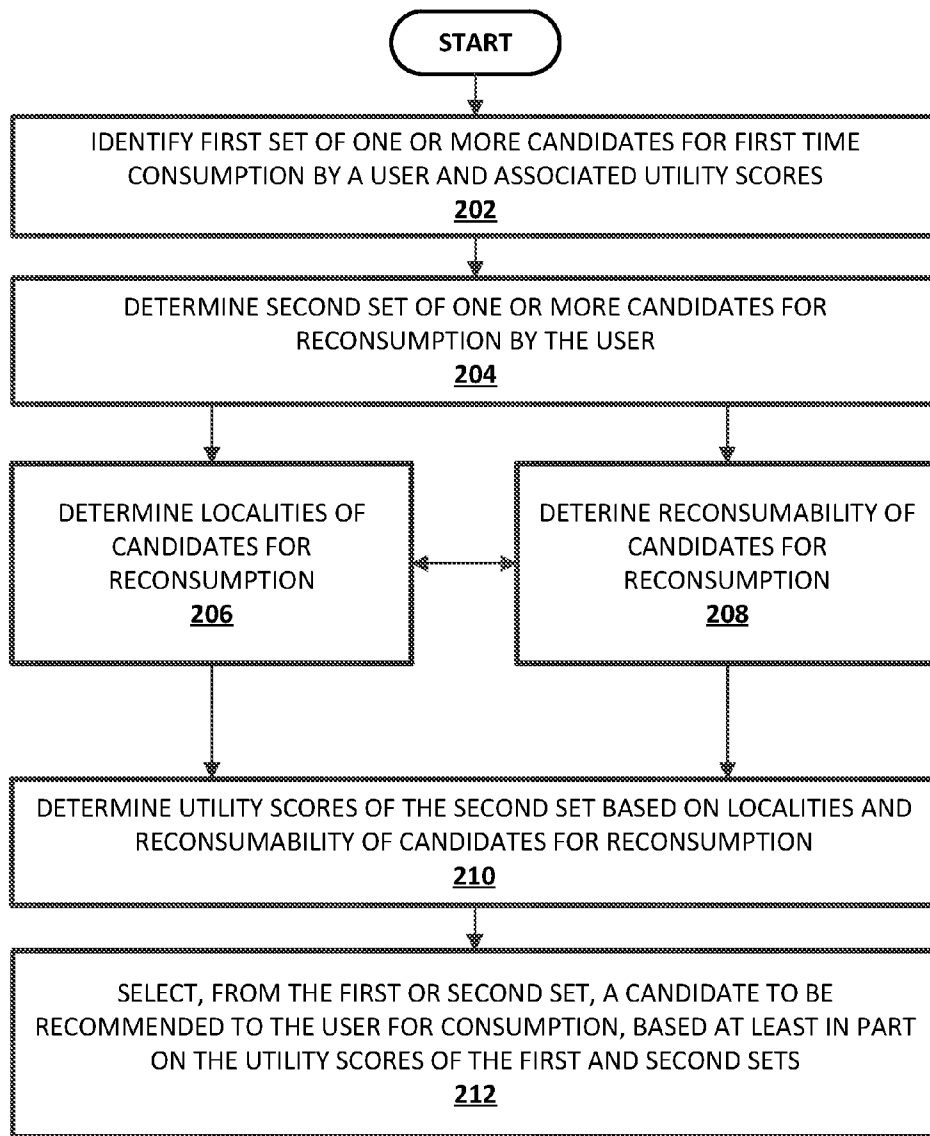 START
IDENTIFY FIRST SET OF ONE OR MORE CANDIDATES FOR FIRST TIME
CONSUMPTION BY A USER AND ASSOCIATED UTILITY SCORES
202
DETERMINE SECOND SET OF ONE OR MORE CANDIDATES FOR
RECONSUMPTION BY THE USER
204
DETERMINE LOCALITIES OF
CANDIDATES FOR
RECONSUMPTION
206
DETERINE RECONSUMABILITY OF
CANDIDATES FOR
RECONSUMPTION
208
DETERMINE UTILITY SCORES OF THE SECOND SET BASED ON LOCALITIES AND
RECONSUMABILITY OF CANDIDATES FOR RECONSUMPTION
210
SELECT, FROM THE FIRST OR SECOND SET, A CANDIDATE TO BE
RECOMMENDED TO THE USER FOR CONSUMPTION, BASED AT LEAST IN PART
ON THE UTILITY SCORES OF THE FIRST AND SECOND SETS
212